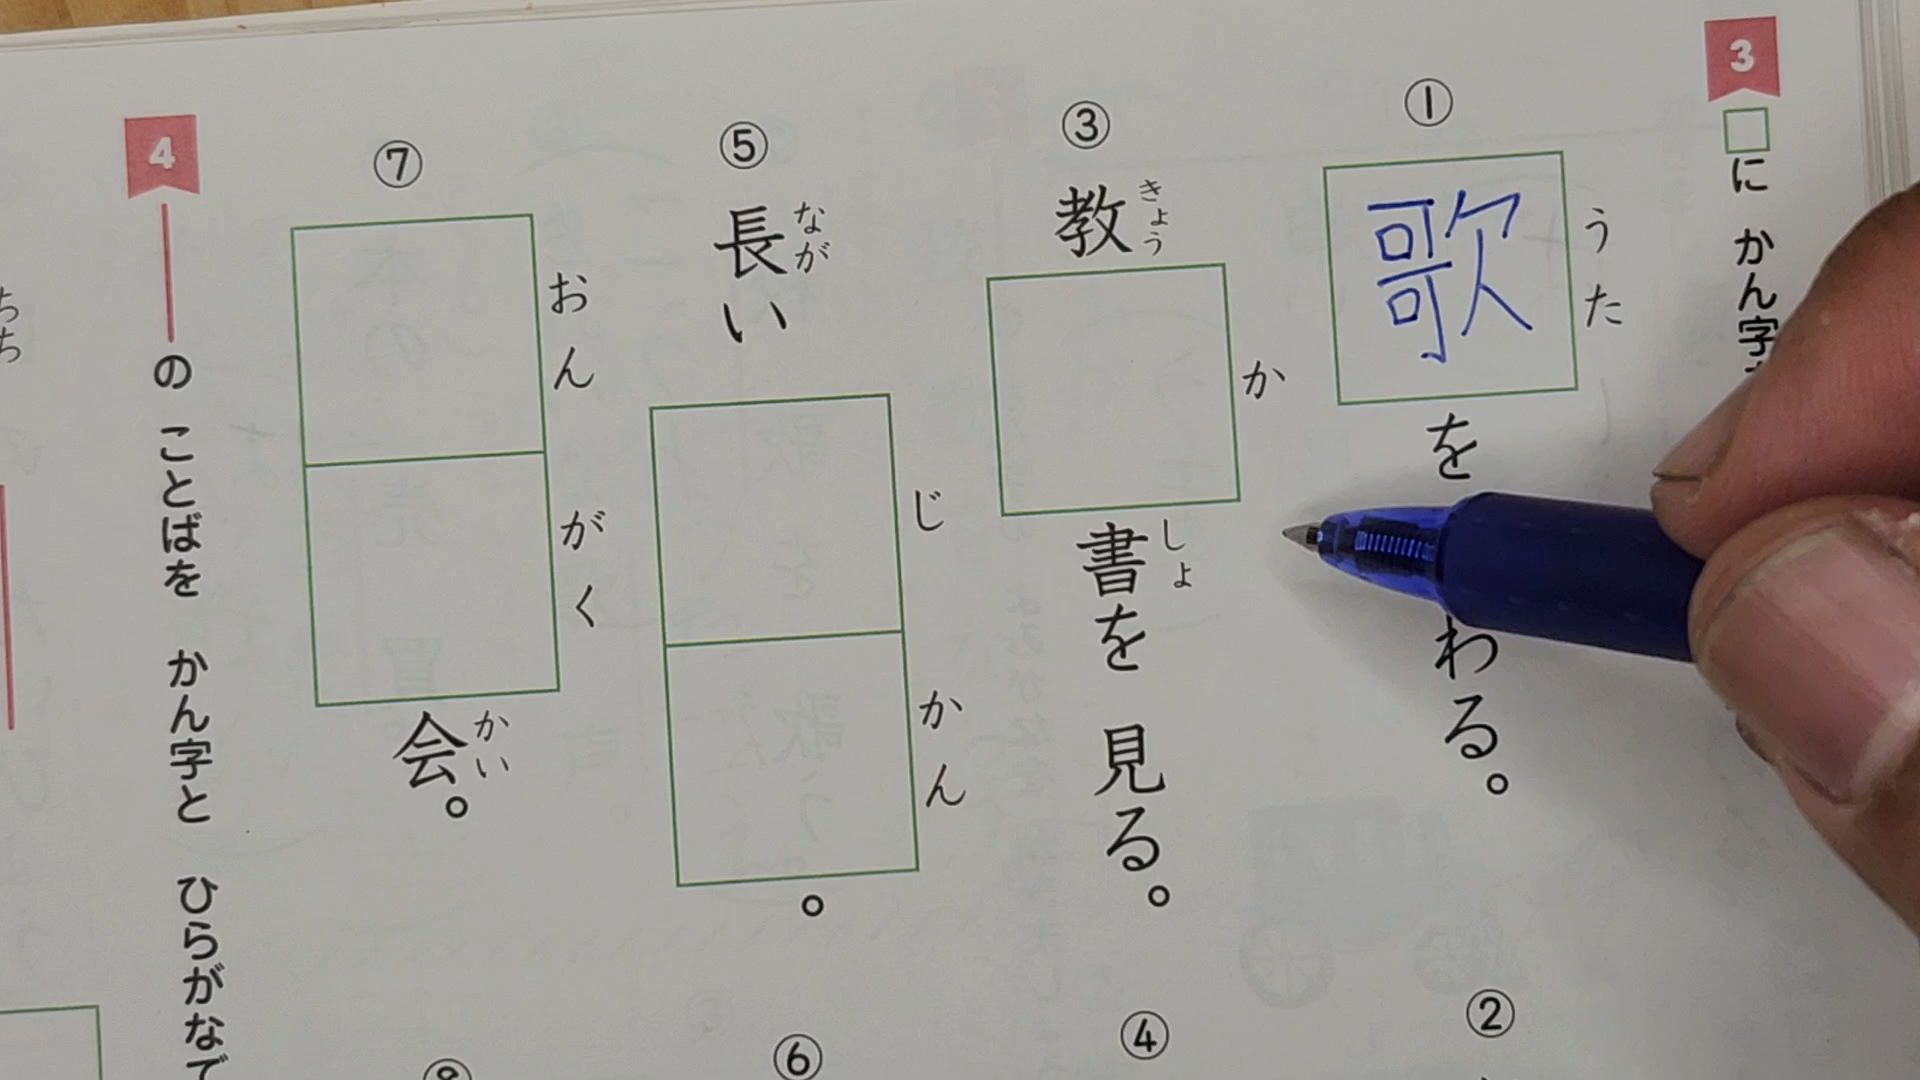 3
□に かん字
①
うた
歌を わる。
③
教きょう
か
書しょを 見る。
⑤
長ながい
じかん
。
⑦
おんがく
会かい。
4
の ことばを かん字と ひらがなで
②
④
⑥
⑧
ちち